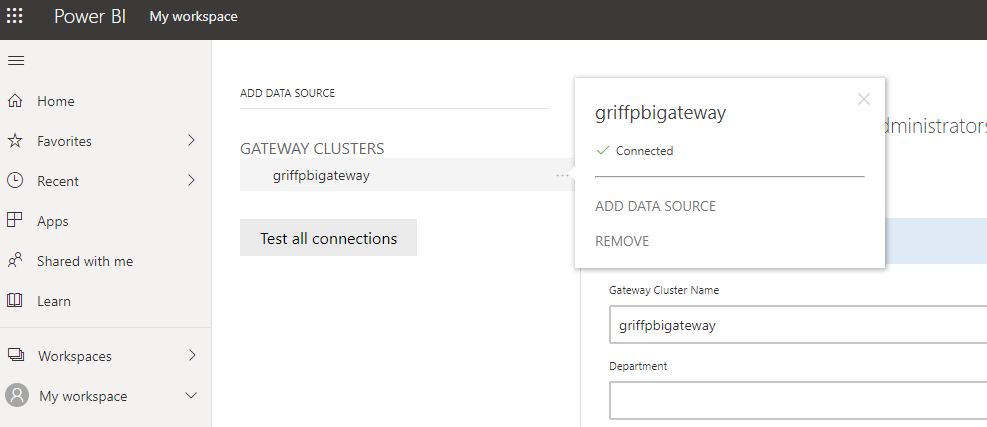 Power BI My workspace
Home
Favorites
Recent
Apps
Shared with me
Learn
Workspaces
My workspace
ADD DATA SOURCE
GATEWAY CLUSTERS
griffpbigateway
Test all connections
griffpbigateway
Connected
ADD DATA SOURCE
REMOVE
Gateway Cluster Name
griffpbigateway
Department